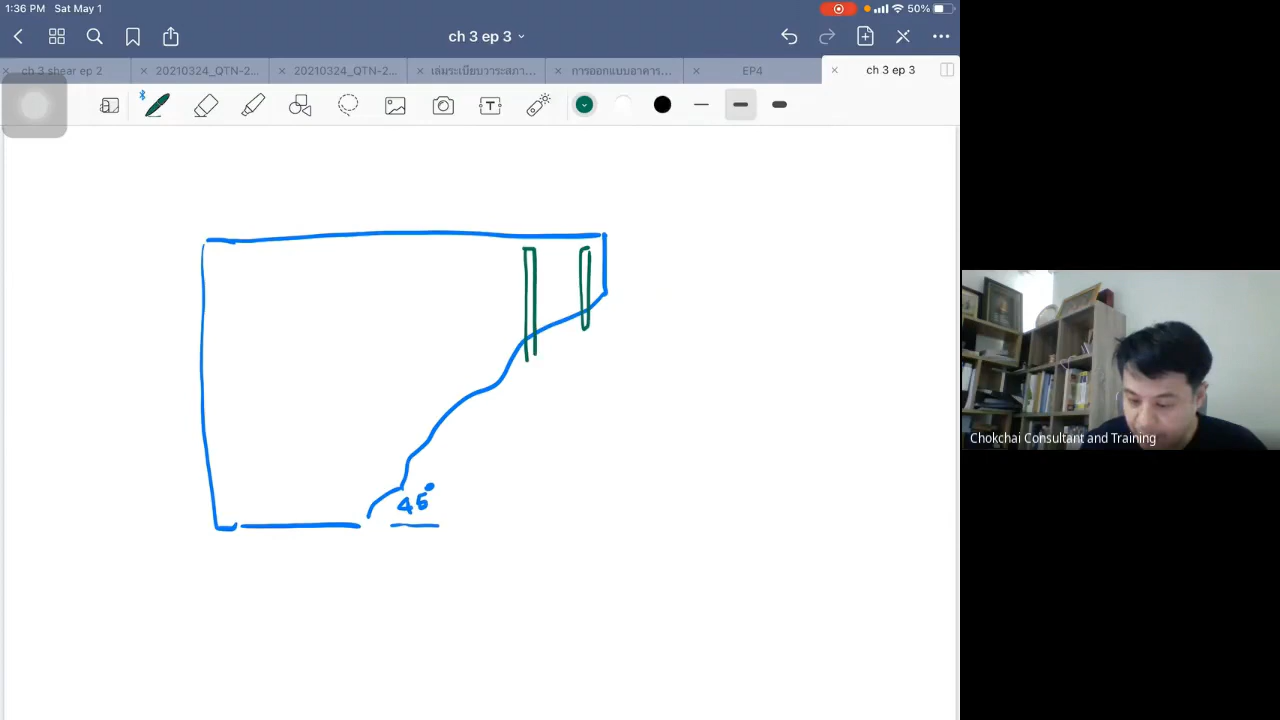 1:36 PM Sat May 1
50%
ch 3 ep 3
ch 3 shear ep 2
20210324_QTN-2...
20210324_QTN-2...
เล่มระเบียบวาระสภา...
การออกแบบอาคาร...
EP4
ch 3 ep 3
45°
Chokchai Consultant and Training